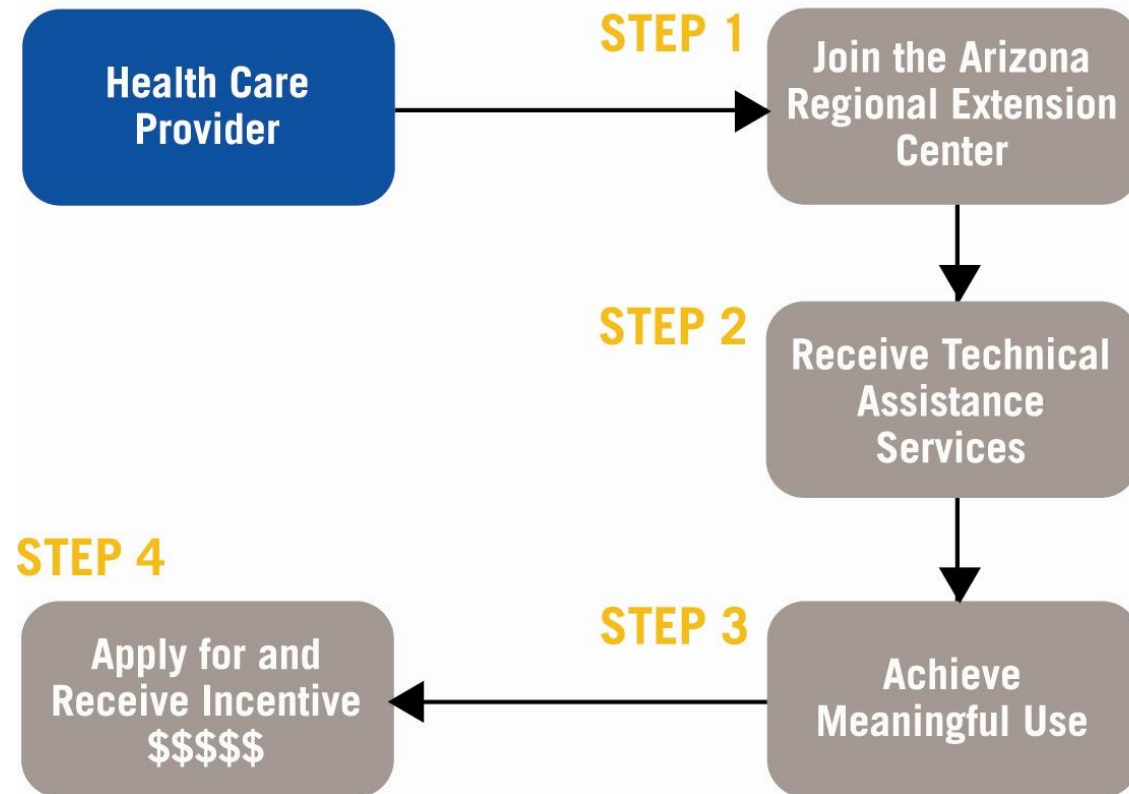 Health Care
Provider
STEP 1
Join the Arizona
Regional Extension
Center
STEP 2
Receive Technical
Assistance
Services
STEP 3
Achieve
Meaningful Use
STEP 4
Apply for and
Receive Incentive
$$$$$